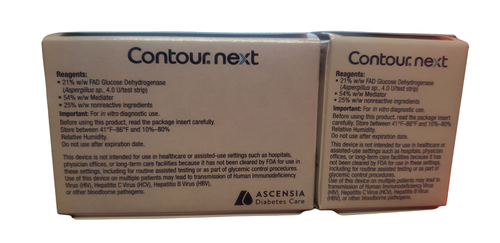 Contour next
Reagents:
• 21% w/w FAD Glucose Dehydrogenase
(Aspergillus sp., 4.0 U/test strip)
• 54% w/w Mediator
• 25% w/w nonreactive ingredients
Important: For in vitro diagnostic use.
Before using this product, read the package insert carefully.
Store between 41°F–86°F and 10%–80%
Relative Humidity.
Do not use after expiration date.
This device is not intended for use in healthcare or assisted-use settings such as hospitals,
physician offices, or long-term care facilities because it has not been cleared by FDA for use in
these settings, including for routine assisted testing or as part of glycemic control procedures.
Use of this device on multiple patients may lead to transmission of Human Immunodeficiency
Virus (HIV), Hepatitis C Virus (HCV), Hepatitis B Virus (HBV),
or other bloodborne pathogens.
ASCENSIA
Diabetes Care
Contour next
Reagents:
• 21% w/w FAD Glucose Dehydrogenase
(Aspergillus sp., 4.0 U/test strip)
• 54% w/w Mediator
• 25% w/w nonreactive ingredients
Important: For in vitro diagnostic use.
Before using this product, read the package
insert carefully.
Store between 41°F–86°F and 10%–80%
Relative Humidity.
Do not use after expiration date.
This device is not intended for use in healthcare
or assisted-use settings such as hospitals,
physician offices, or long-term care facilities
because it has not been cleared by FDA for use
in these settings, including for routine assisted
testing or as part of glycemic control procedures.
Use of this device on multiple patients may lead to
transmission of Human Immunodeficiency Virus
(HIV), Hepatitis C Virus (HCV), Hepatitis B Virus
(HBV), or other bloodborne pathogens.